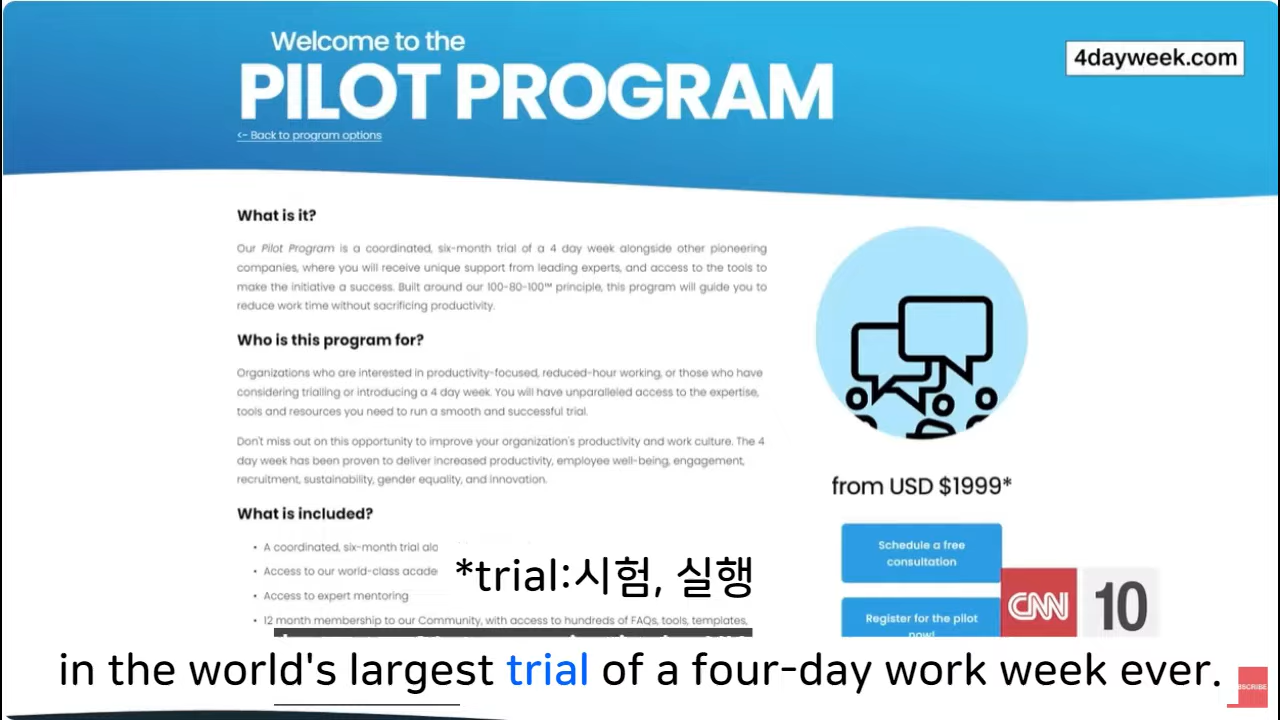 Welcome to the
4dayweek.com
PILOT PROGRAM
<- Back to program options
What is it?
Our Pilot Program is a coordinated, six-month trial of a 4 day week alongside other pioneering
companies, where you will receive unique support from leading experts, and access to the tools to
make the initiative a success. Built around our 100-80-100™ principle, this program will guide you to
reduce work time without sacrificing productivity.
Who is this program for?
Organizations who are interested in productivity-focused, reduced-hour working, or those who have
considering trialling or introducing a 4 day week. You will have unparalleled access to the expertise,
tools and resources you need to run a smooth and successful trial.
Don't miss out on this opportunity to improve your organization's productivity and work culture. The 4
day week has been proven to deliver increased productivity, employee well-being, engagement,
recruitment, sustainability, gender equality, and innovation.
from USD $1999*
What is included?
• A coordinated, six-month trial
• Access to our world-class
• Access to expert mentoring
• 12 month membership to our Community, with access to hundreds of FAQs, tools, templates,
Schedule a free
consultation
Register for the pilot
now!
*trial:시험, 실행
CNN 10
in the world's largest trial of a four-day work week ever.